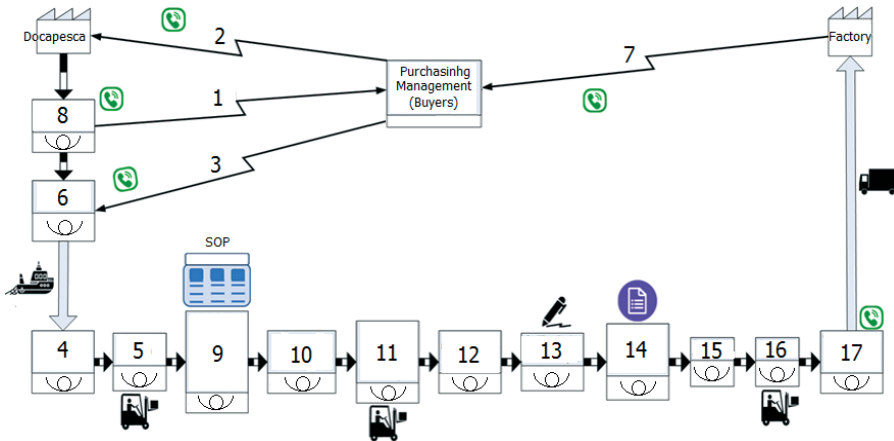 Docapesca
2
7
Factory
Purchasinhg
Management
(Buyers)
8
1
3
6
SOP
4
5
9
10
11
12
13
14
15
16
17